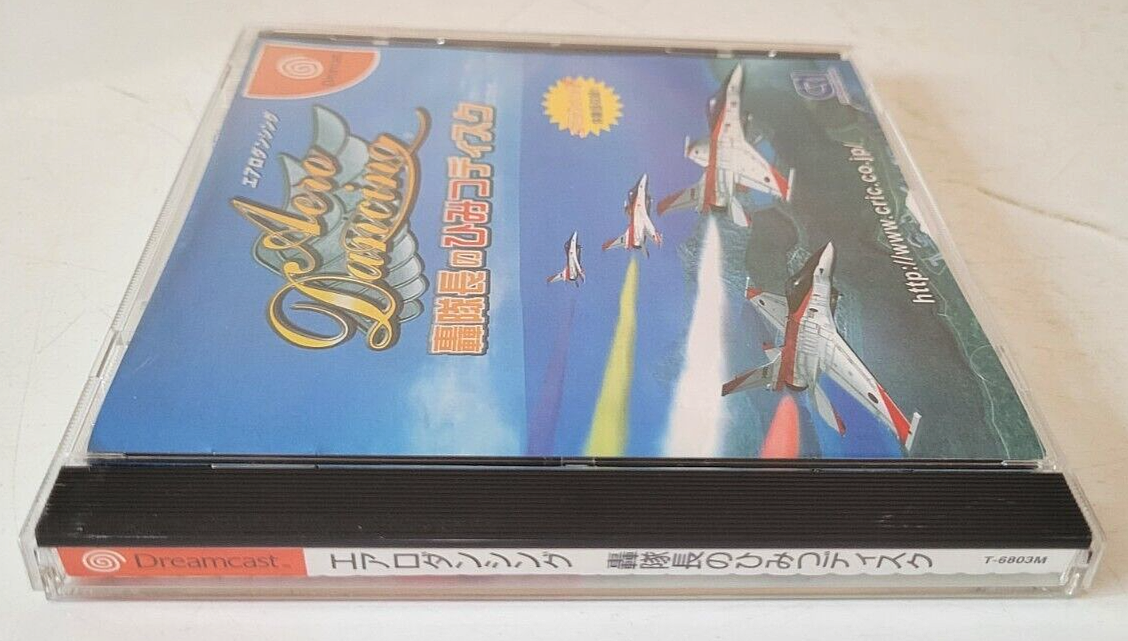 Dreamcast
エアロダンシング
Aero
Dancing
轟隊長のひみつディスク
CRI
http://www.cric.co.jp/
Dreamcast
エアロダンシング 轟隊長のひみつディスク T-6803M